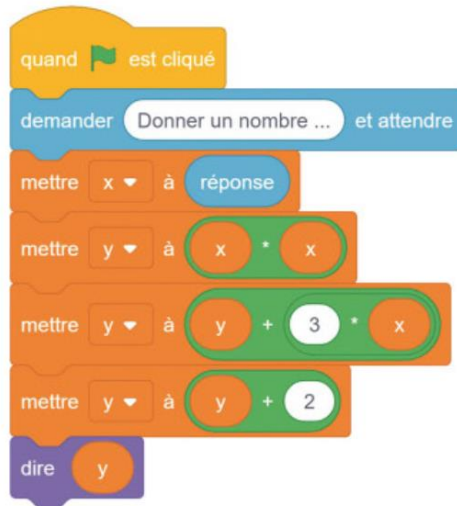 quand est cliqué
demander Donner un nombre ... et attendre
mettre x à réponse
mettre y à x * x
mettre y à y + 3 * x
mettre y à y + 2
dire y